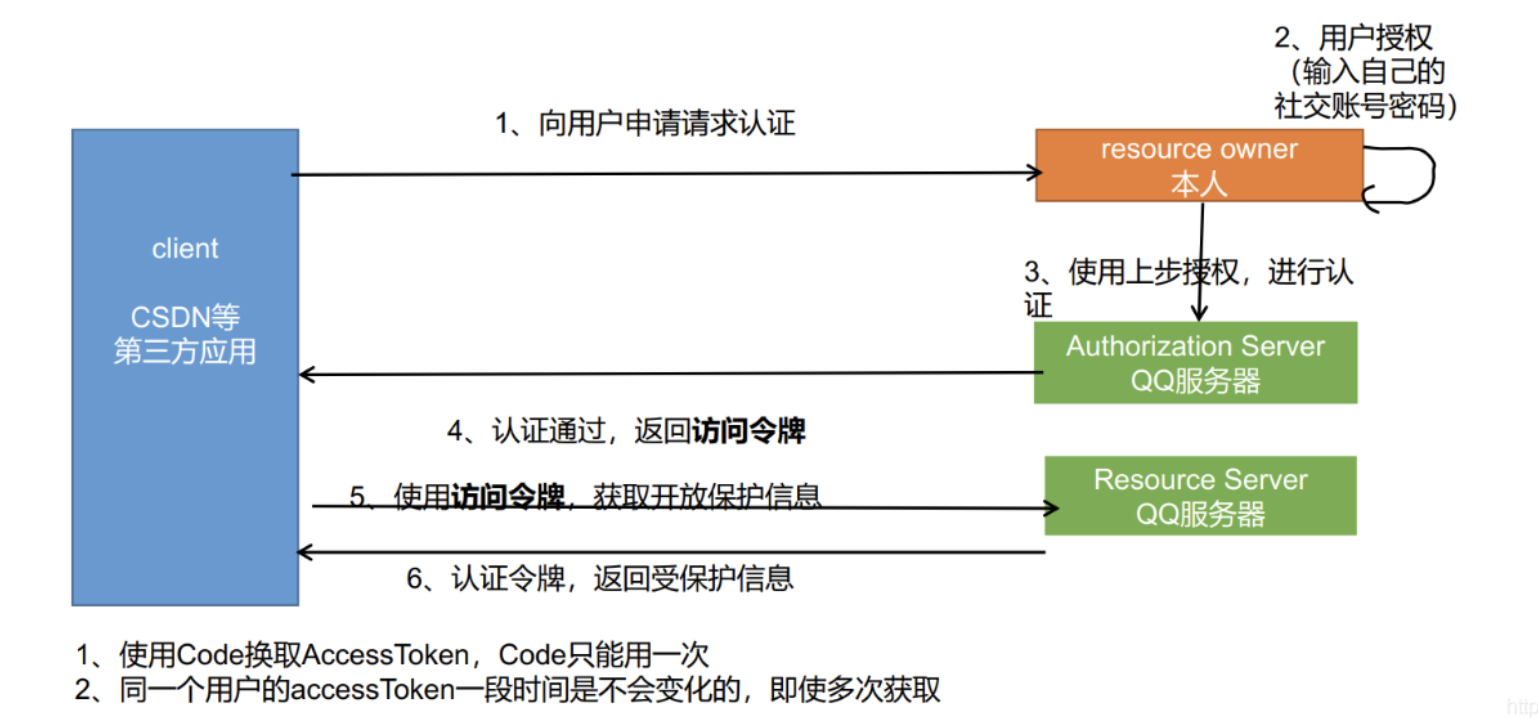 2、用户授权
（输入自己的
社交账号密码）
1、向用户申请请求认证
resource owner
本人
client
CSDN等
第三方应用
3、使用上步授权，进行认
证
Authorization Server
QQ服务器
4、认证通过，返回访问令牌
Resource Server
QQ服务器
5、使用访问令牌，获取开放保护信息
6、认证令牌，返回受保护信息
1、使用Code换取AccessToken，Code只能用一次
2、同一个用户的accessToken一段时间是不会变化的，即使多次获取
http